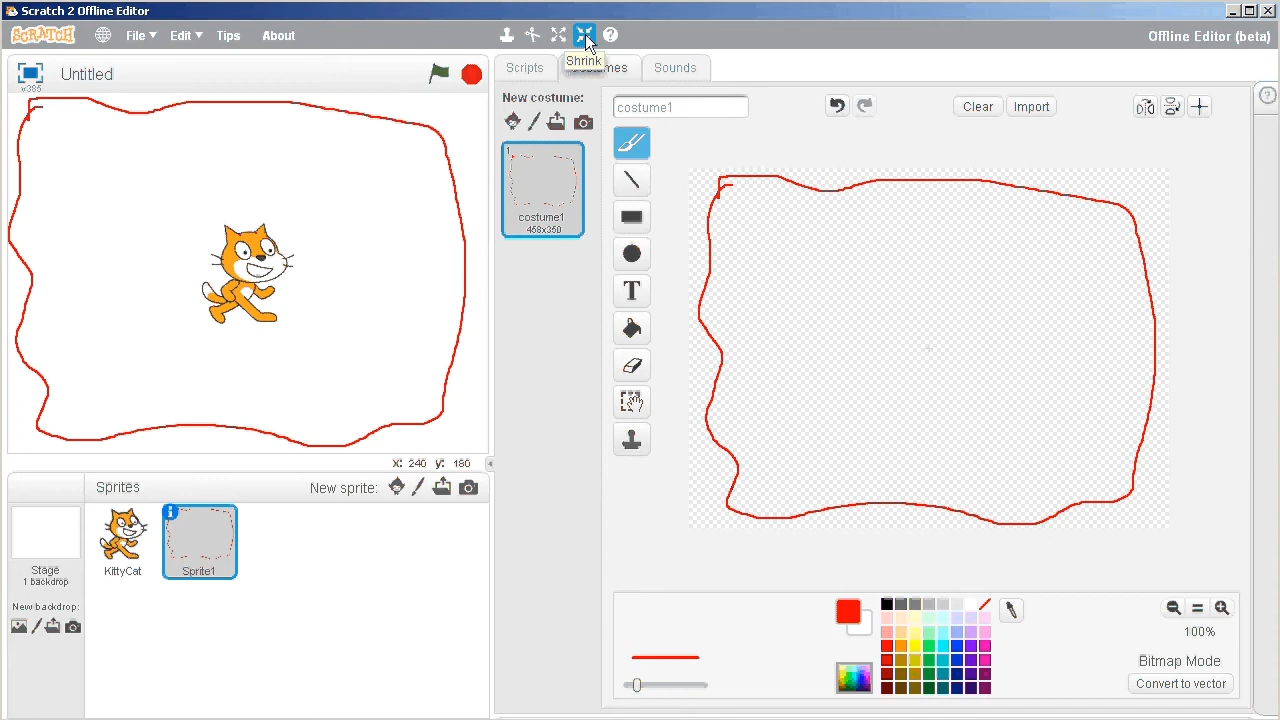 Scratch 2 Offline Editor
SCRATCH File Edit Tips About Offline Editor (beta)
Shrink
Untitled
v385
Scripts Costumes Sounds
New costume:
costume1
Clear Import
1
costume1
458x350
T
X: 240 y: 180
Sprites New sprite:
KittyCat
Sprite1
Stage
1 backdrop
New backdrop:
100%
Bitmap Mode
Convert to vector